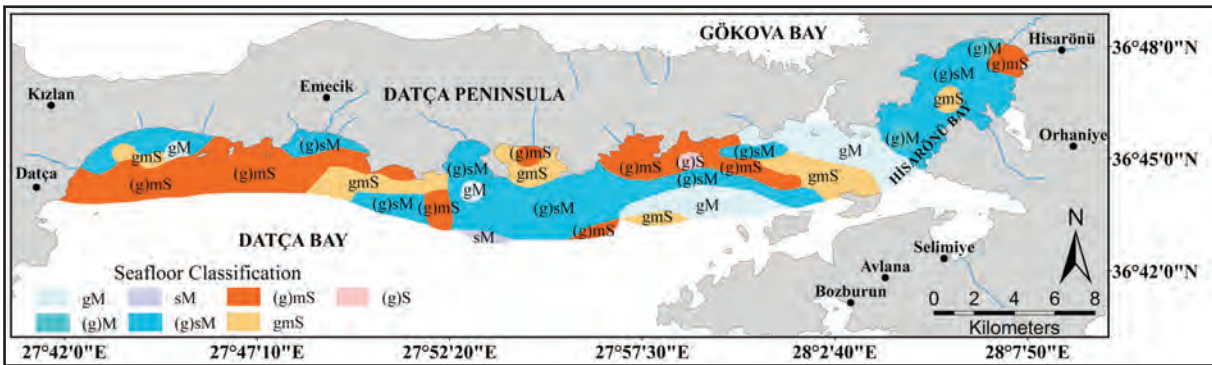 GÖKOVA BAY
Hisarönü
(g)M
(g)mS
(g)sM
gmS
Kızlan
Emecik
DATÇA PENINSULA
Orhaniye
(g)M
HİSARÖNÜ BAY
gmS
gM
(g)sM
(g)sM
(g)mS
gmS
(g)mS
(g)S
(g)sM
(g)mS
gM
Datça
(g)mS
(g)mS
gmS
gM
(g)sM
gmS
(g)sM
(g)mS
(g)sM
gM
gmS
(g)mS
sM
DATÇA BAY
Selimiye
Avlana
Bozburun
N
0 2 4 6 8
Kilometers
Seafloor Classification
gM sM (g)mS (g)S
(g)M (g)sM gmS
36°48'0"N
36°45'0"N
36°42'0"N
27°42'0"E 27°47'10"E 27°52'20"E 27°57'30"E 28°2'40"E 28°7'50"E